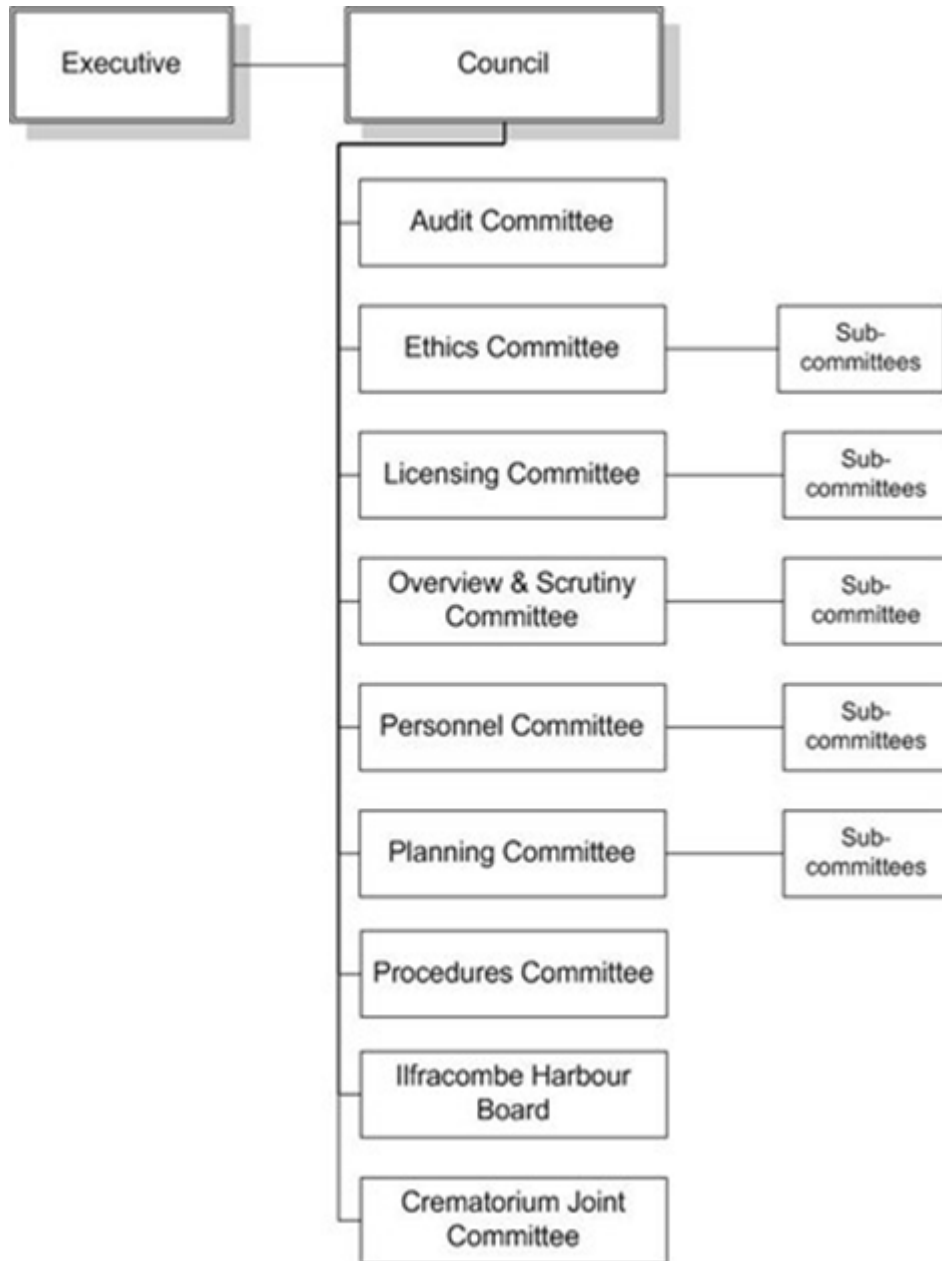 Executive
Council
Audit Committee
Ethics Committee
Sub-
committees
Licensing Committee
Sub-
committees
Overview & Scrutiny
Committee
Sub-
committee
Personnel Committee
Sub-
committees
Planning Committee
Sub-
committees
Procedures Committee
Ilfracombe Harbour
Board
Crematorium Joint
Committee